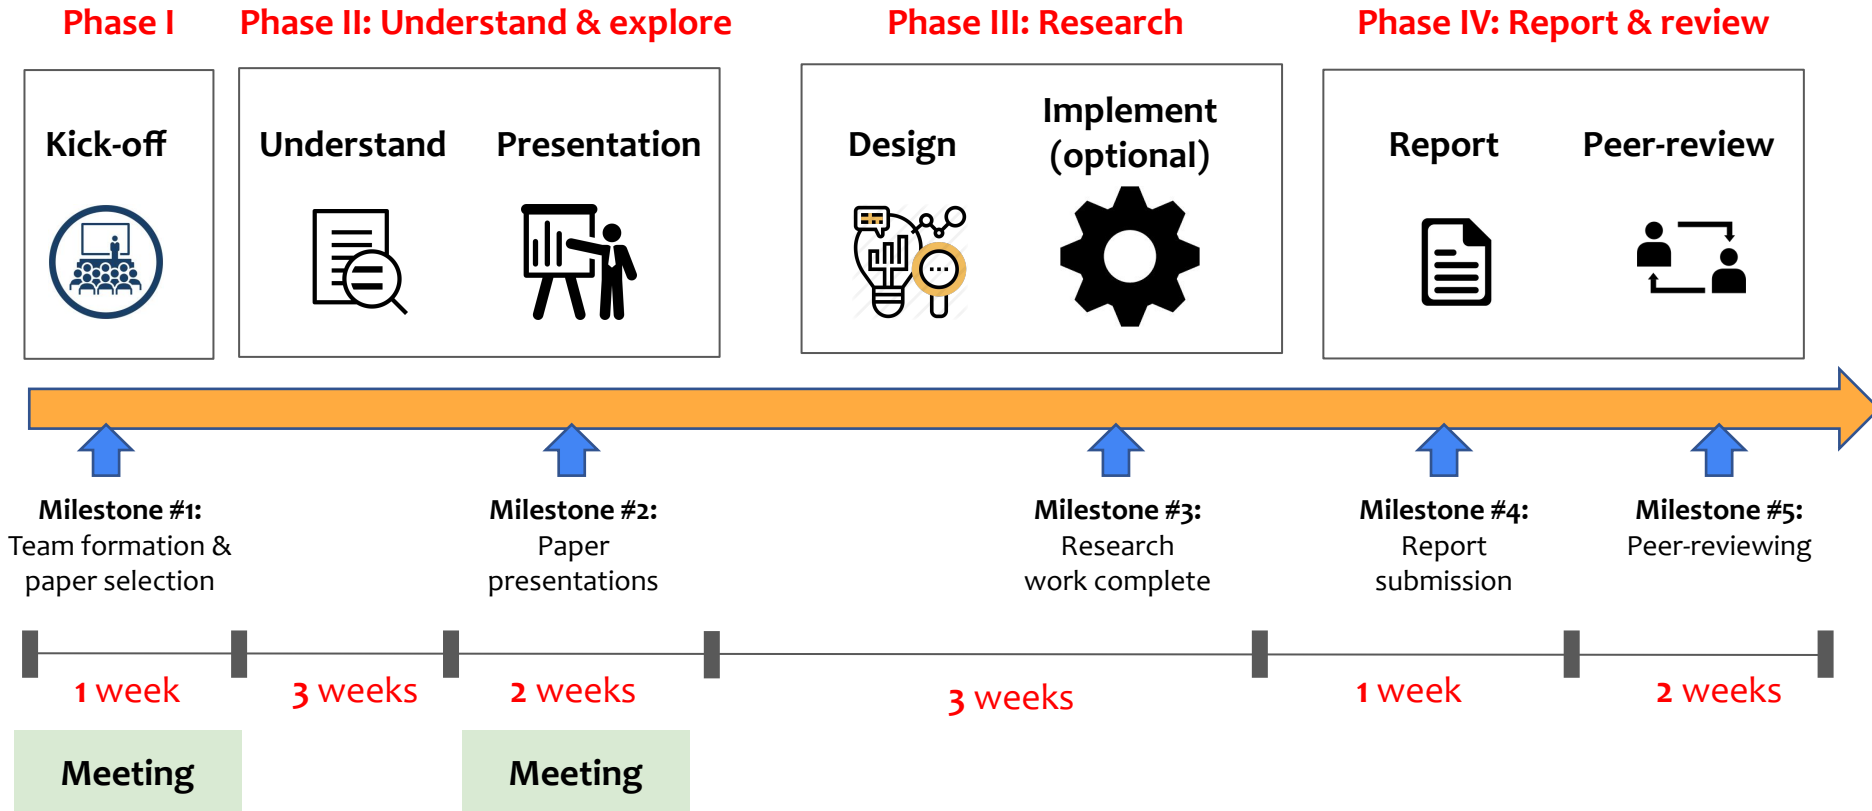 Phase I
Phase II: Understand & explore
Phase III: Research
Phase IV: Report & review
Kick-off
Understand
Presentation
Design
Implement
(optional)
Report
Peer-review
Milestone #1:
Team formation &
paper selection
Milestone #2:
Paper
presentations
Milestone #3:
Research
work complete
Milestone #4:
Report
submission
Milestone #5:
Peer-reviewing
1 week
3 weeks
2 weeks
3 weeks
1 week
2 weeks
Meeting
Meeting